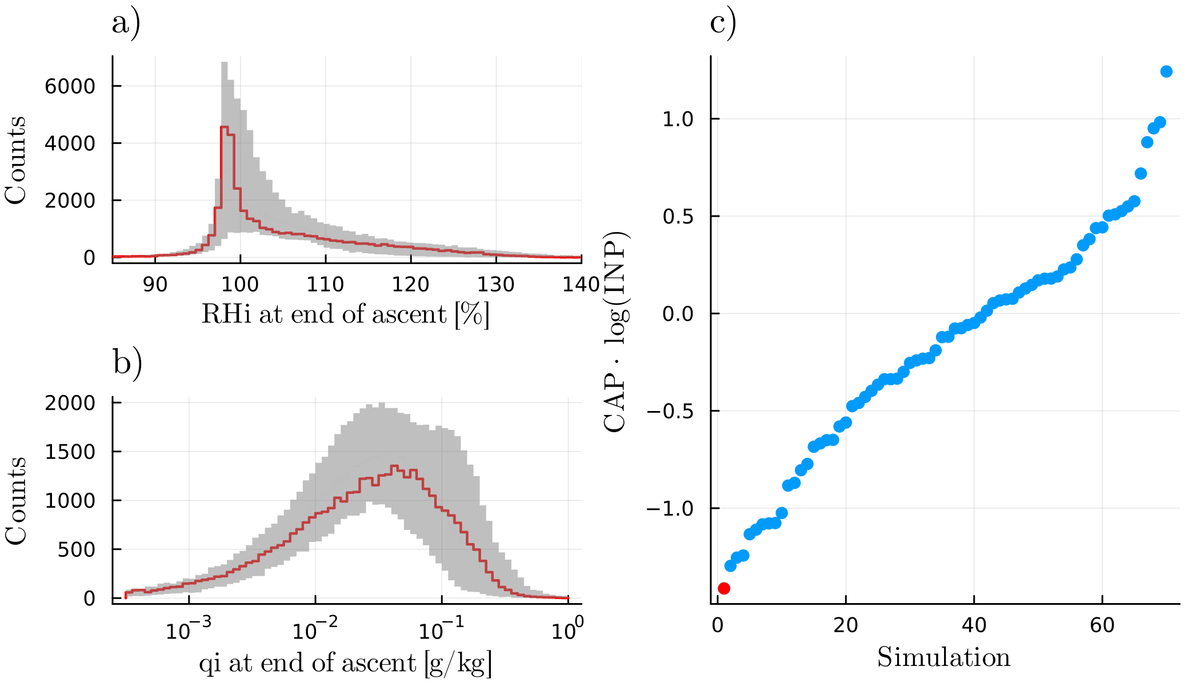 a)
Counts
6000
4000
2000
0
90 100 110 120 130 140
RHi at end of ascent [%]
b)
Counts
2000
1500
1000
500
0
10⁻³ 10⁻² 10⁻¹ 10⁰
qi at end of ascent [g/kg]
c)
CAP · log(INP)
1.0
0.5
0.0
−0.5
−1.0
0 20 40 60
Simulation